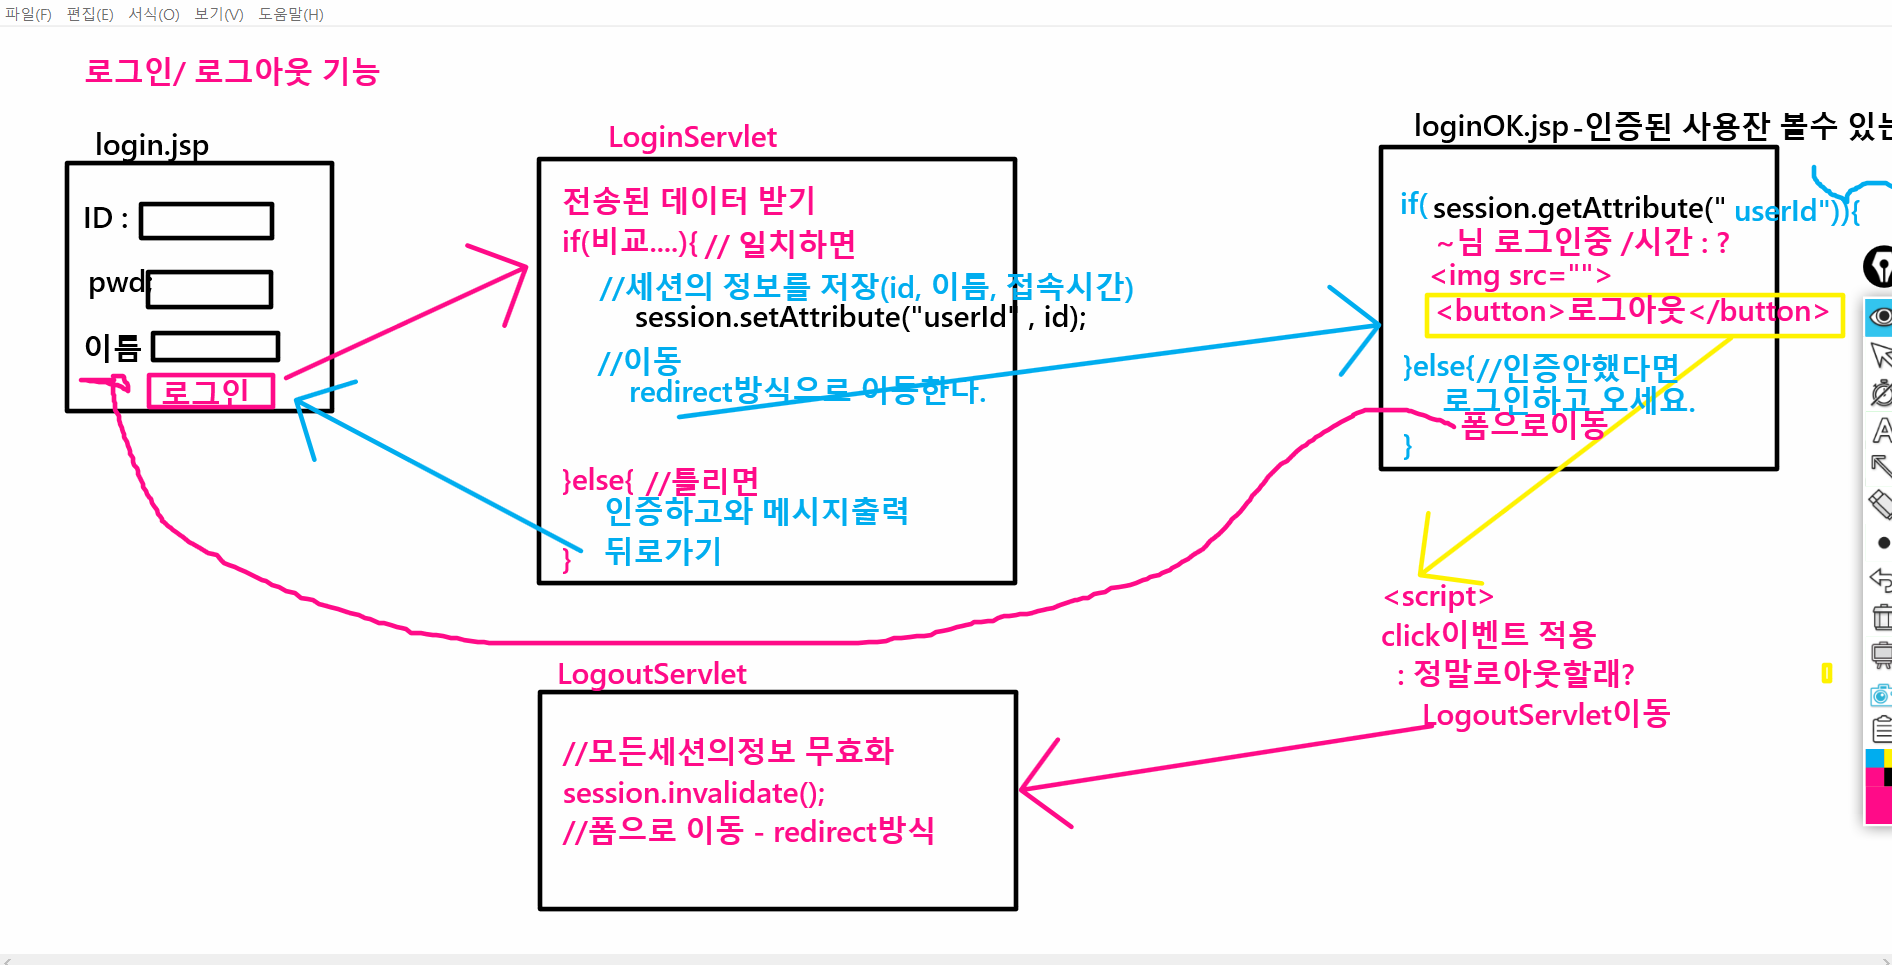 파일(F) 편집(E) 서식(O) 보기(V) 도움말(H)
로그인/ 로그아웃 기능
login.jsp
ID :
pwd:
이름
로그인
LoginServlet
전송된 데이터 받기
if(비교....){ // 일치하면
//세션의 정보를 저장(id, 이름, 접속시간)
session.setAttribute("userId" , id);
//이동
redirect방식으로 이동한다.
}else{ //틀리면
인증하고와 메시지출력
뒤로가기
}
loginOK.jsp -인증된 사용잔 볼수 있는
if( session.getAttribute(" userId")){
~님 로그인중 /시간 : ?
<img src="">
<button>로그아웃</button>
}else{//인증안했다면
로그인하고 오세요.
폼으로이동
}
<script>
click이벤트 적용
: 정말로아웃할래?
LogoutServlet이동
LogoutServlet
//모든세션의정보 무효화
session.invalidate();
//폼으로 이동 - redirect방식